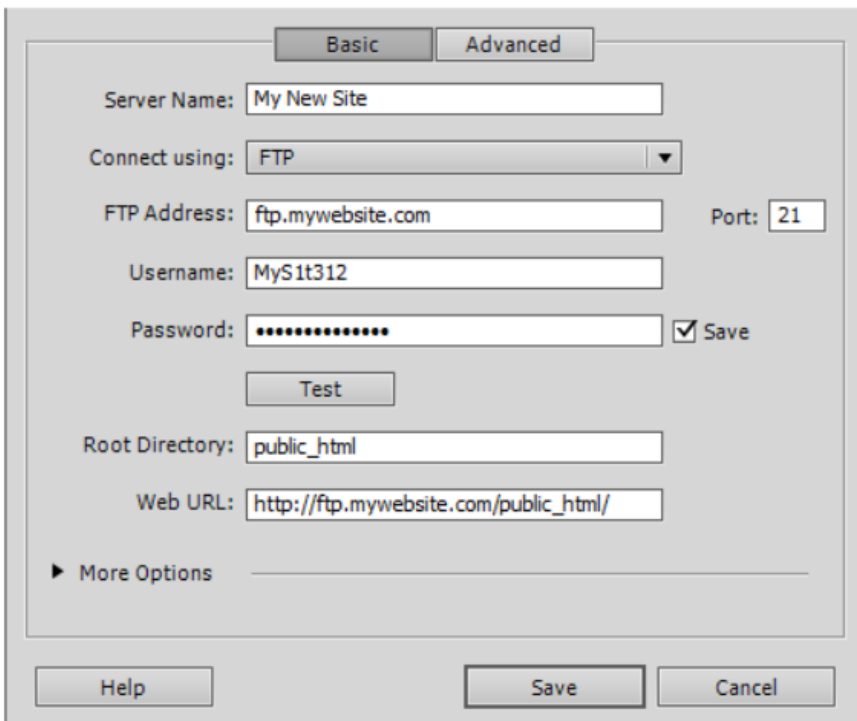 Basic Advanced
Server Name: My New Site
Connect using: FTP
FTP Address: ftp.mywebsite.com Port: 21
Username: MyS1t312
Password: •••••••••••••• Save
Test
Root Directory: public_html
Web URL: http://ftp.mywebsite.com/public_html/
More Options
Help Save Cancel